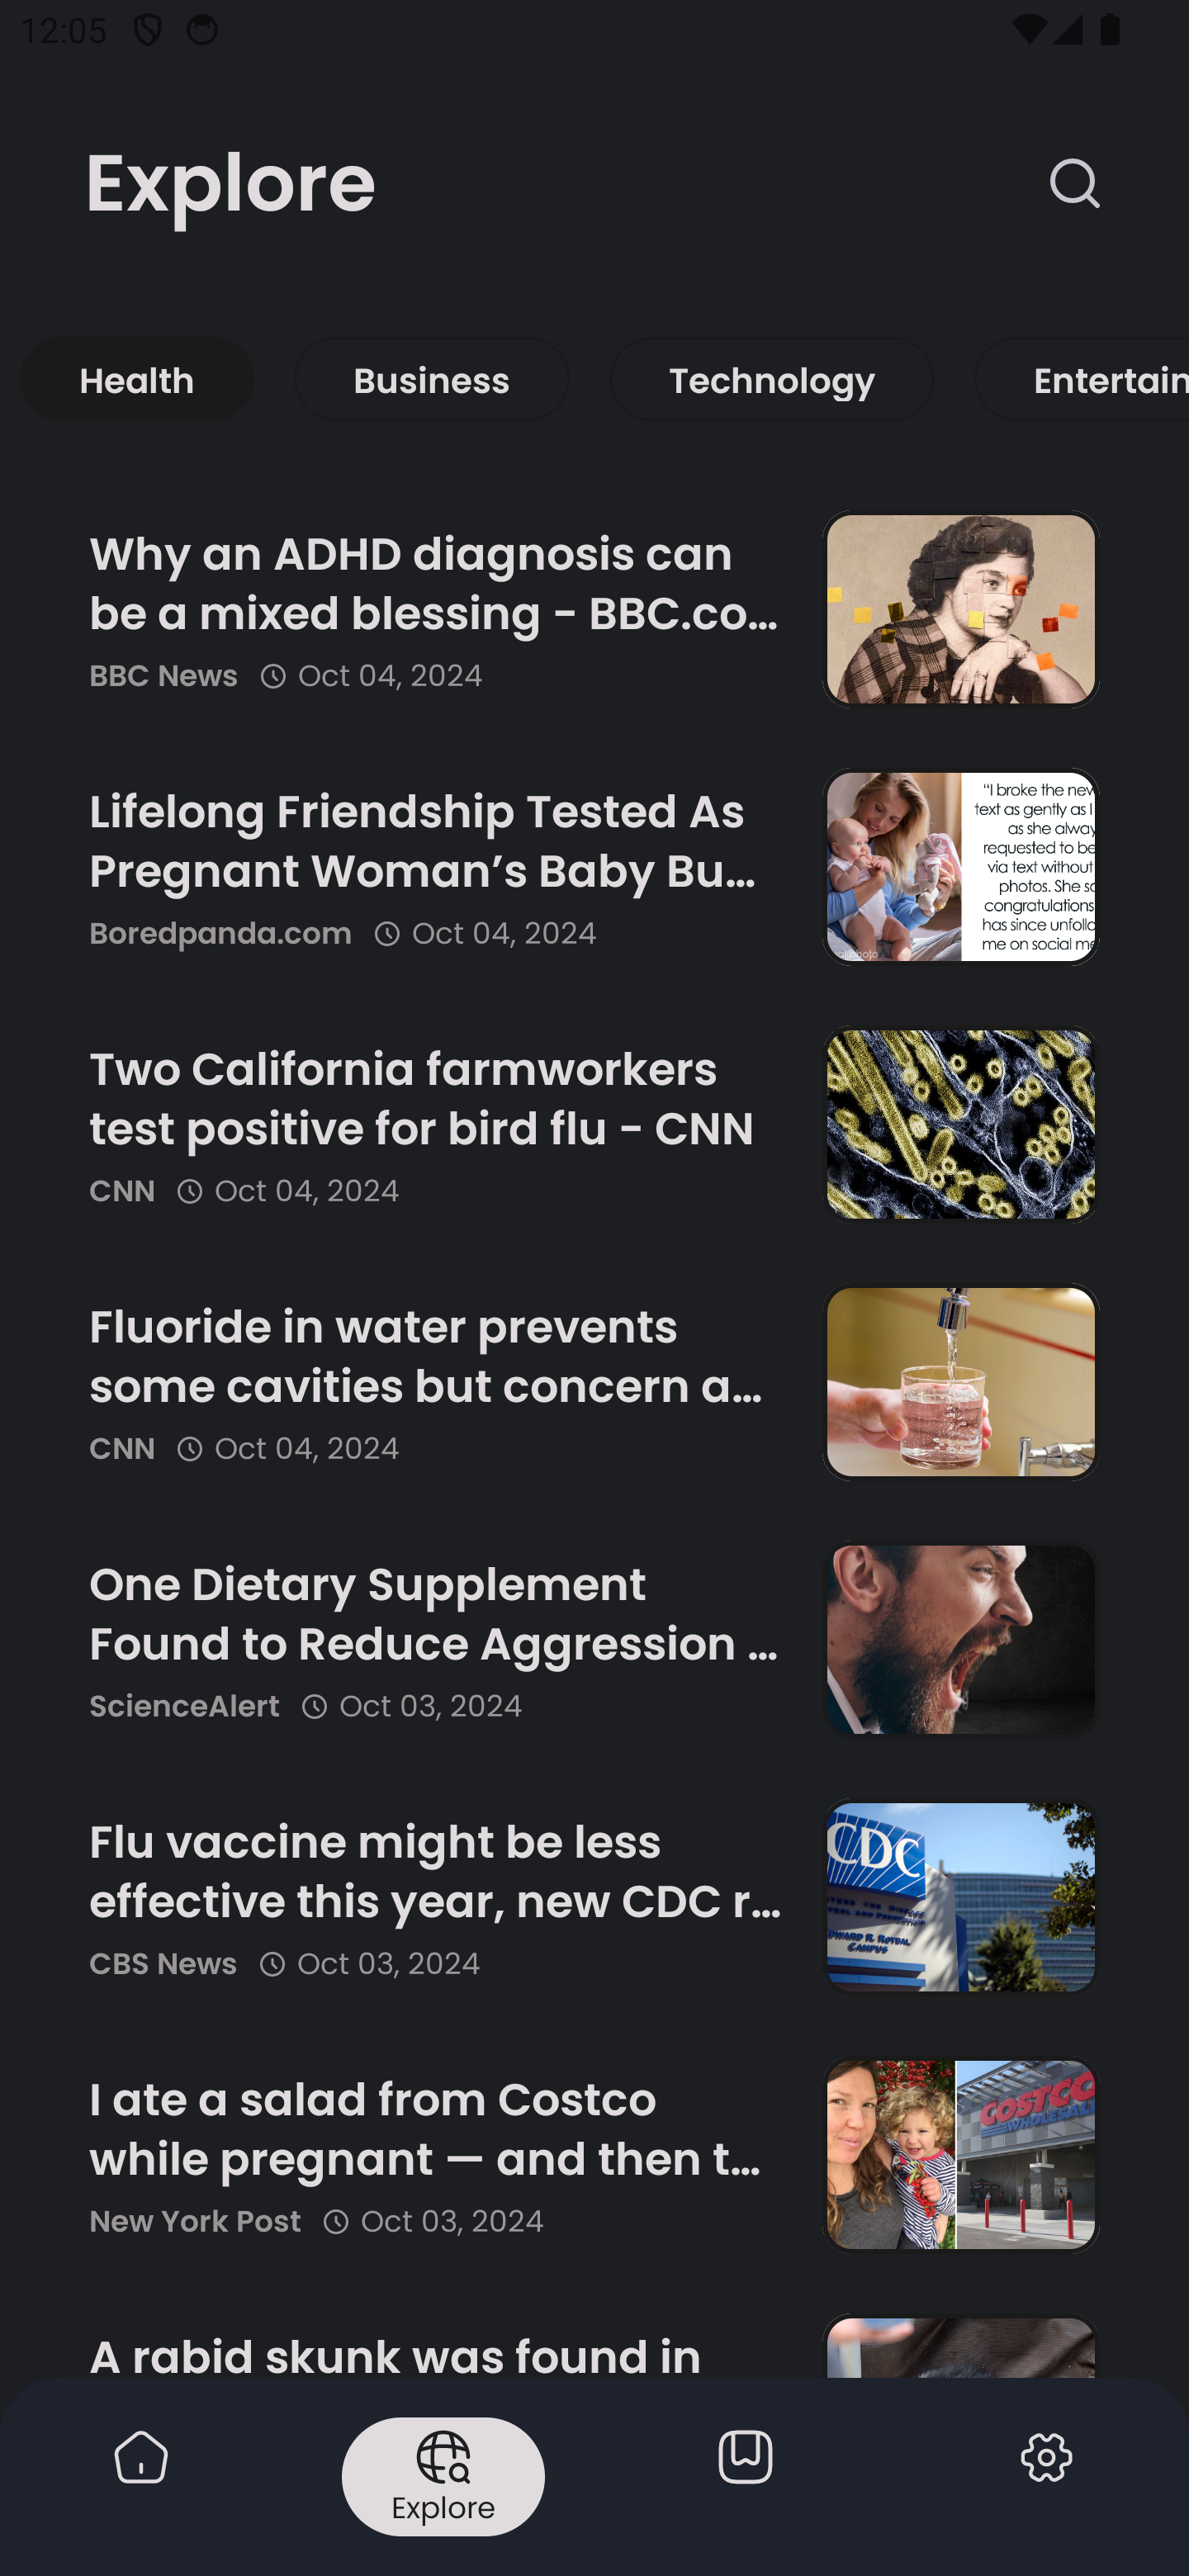 12:05
Explore
Health
Business
Technology
Entertain
Why an ADHD diagnosis can
be a mixed blessing - BBC.co...
BBC News
Oct 04, 2024
Lifelong Friendship Tested As
Pregnant Woman’s Baby Bu...
Boredpanda.com
Oct 04, 2024
“I broke the new
text as gently as I
as she alway
requested to be
via text without
photos. She
congratulations
has since unfollo
me on social me
Two California farmworkers
test positive for bird flu - CNN
CNN
Oct 04, 2024
Fluoride in water prevents
some cavities but concern a...
CNN
Oct 04, 2024
One Dietary Supplement
Found to Reduce Aggression ...
ScienceAlert
Oct 03, 2024
Flu vaccine might be less
effective this year, new CDC r...
CBS News
Oct 03, 2024
CDC
CAMPUS
I ate a salad from Costco
while pregnant — and then t...
New York Post
Oct 03, 2024
COSTCO
WHOLESALE
A rabid skunk was found in
Explore